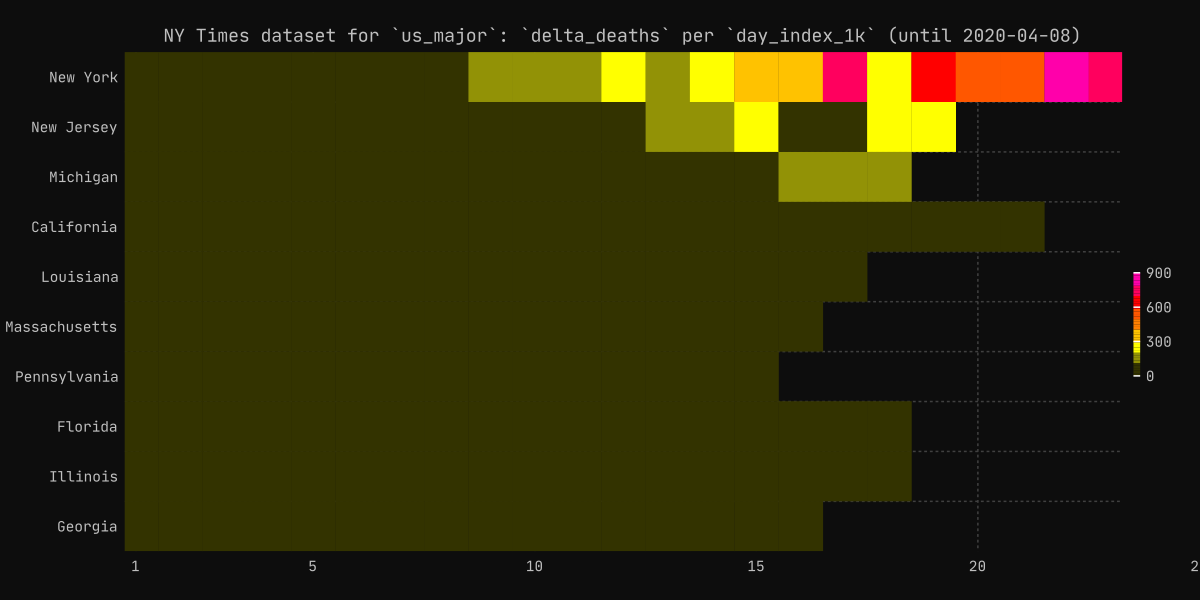 NY Times dataset for `us_major`: `delta_deaths` per `day_index_1k` (until 2020-04-08)
New York
New Jersey
Michigan
California
Louisiana
Massachusetts
Pennsylvania
Florida
Illinois
Georgia
900
600
300
0
1 5 10 15 20 2